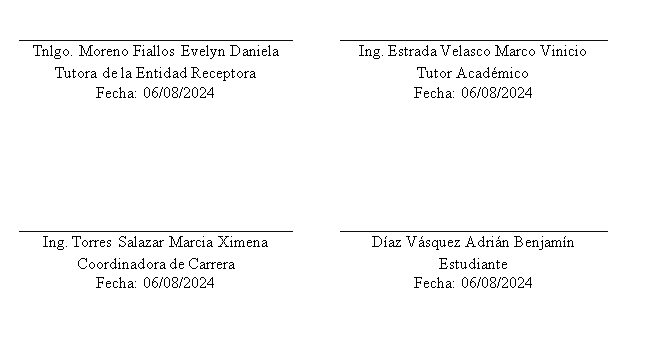 Tnlgo. Moreno Fiallos Evelyn Daniela
Tutora de la Entidad Receptora
Fecha: 06/08/2024
Ing. Estrada Velasco Marco Vinicio
Tutor Académico
Fecha: 06/08/2024
Ing. Torres Salazar Marcia Ximena
Coordinadora de Carrera
Fecha: 06/08/2024
Díaz Vásquez Adrián Benjamín
Estudiante
Fecha: 06/08/2024